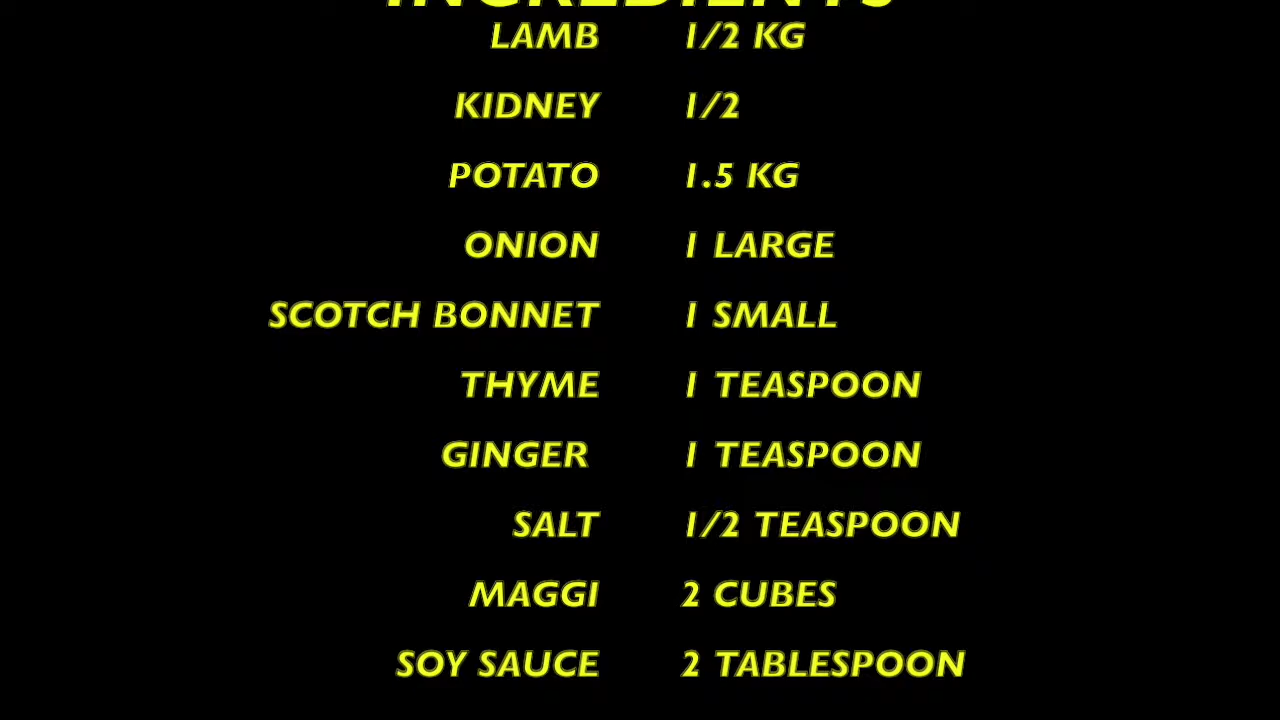 INGREDIENTS
LAMB 1/2 KG
KIDNEY 1/2
POTATO 1.5 KG
ONION 1 LARGE
SCOTCH BONNET 1 SMALL
THYME 1 TEASPOON
GINGER 1 TEASPOON
SALT 1/2 TEASPOON
MAGGI 2 CUBES
SOY SAUCE 2 TABLESPOON